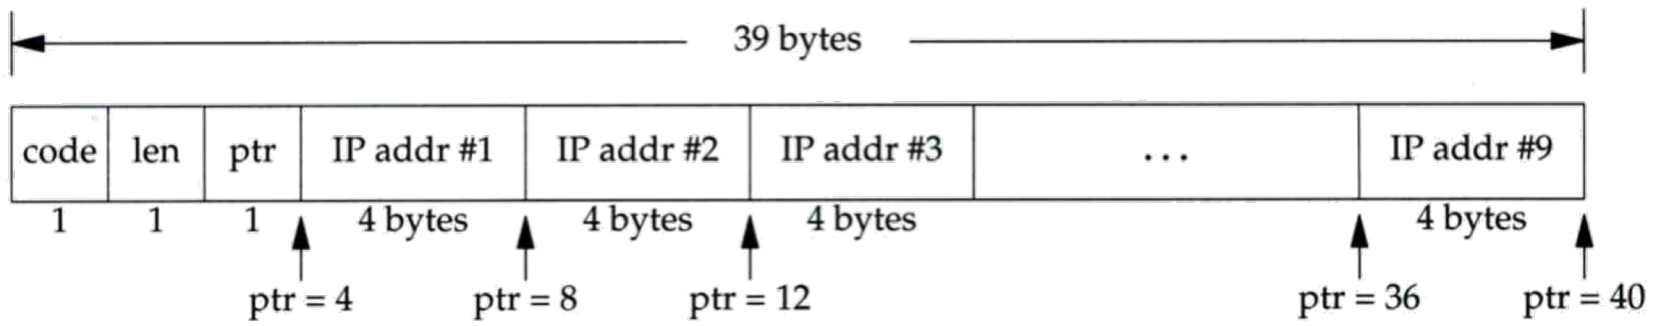 39 bytes
code len ptr IP addr #1 IP addr #2 IP addr #3 ... IP addr #9
1 1 1 4 bytes 4 bytes 4 bytes 4 bytes
ptr = 4 ptr = 8 ptr = 12 ptr = 36 ptr = 40